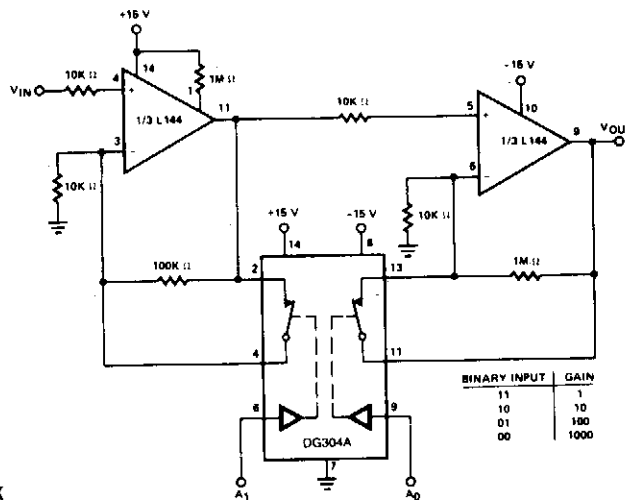 +15 V
14
1M Ω
1
10K Ω
VIN
4
+
3
−
1/3 L144
11
10K Ω
10K Ω
-15 V
10
5
+
6
−
1/3 L144
9
VOU
10K Ω
+15 V
-15 V
14
8
100K Ω
2
13
1M Ω
4
11
BINARY INPUT GAIN
11 1
10 10
01 100
00 1000
6
9
DG304A
7
A1
A0
X